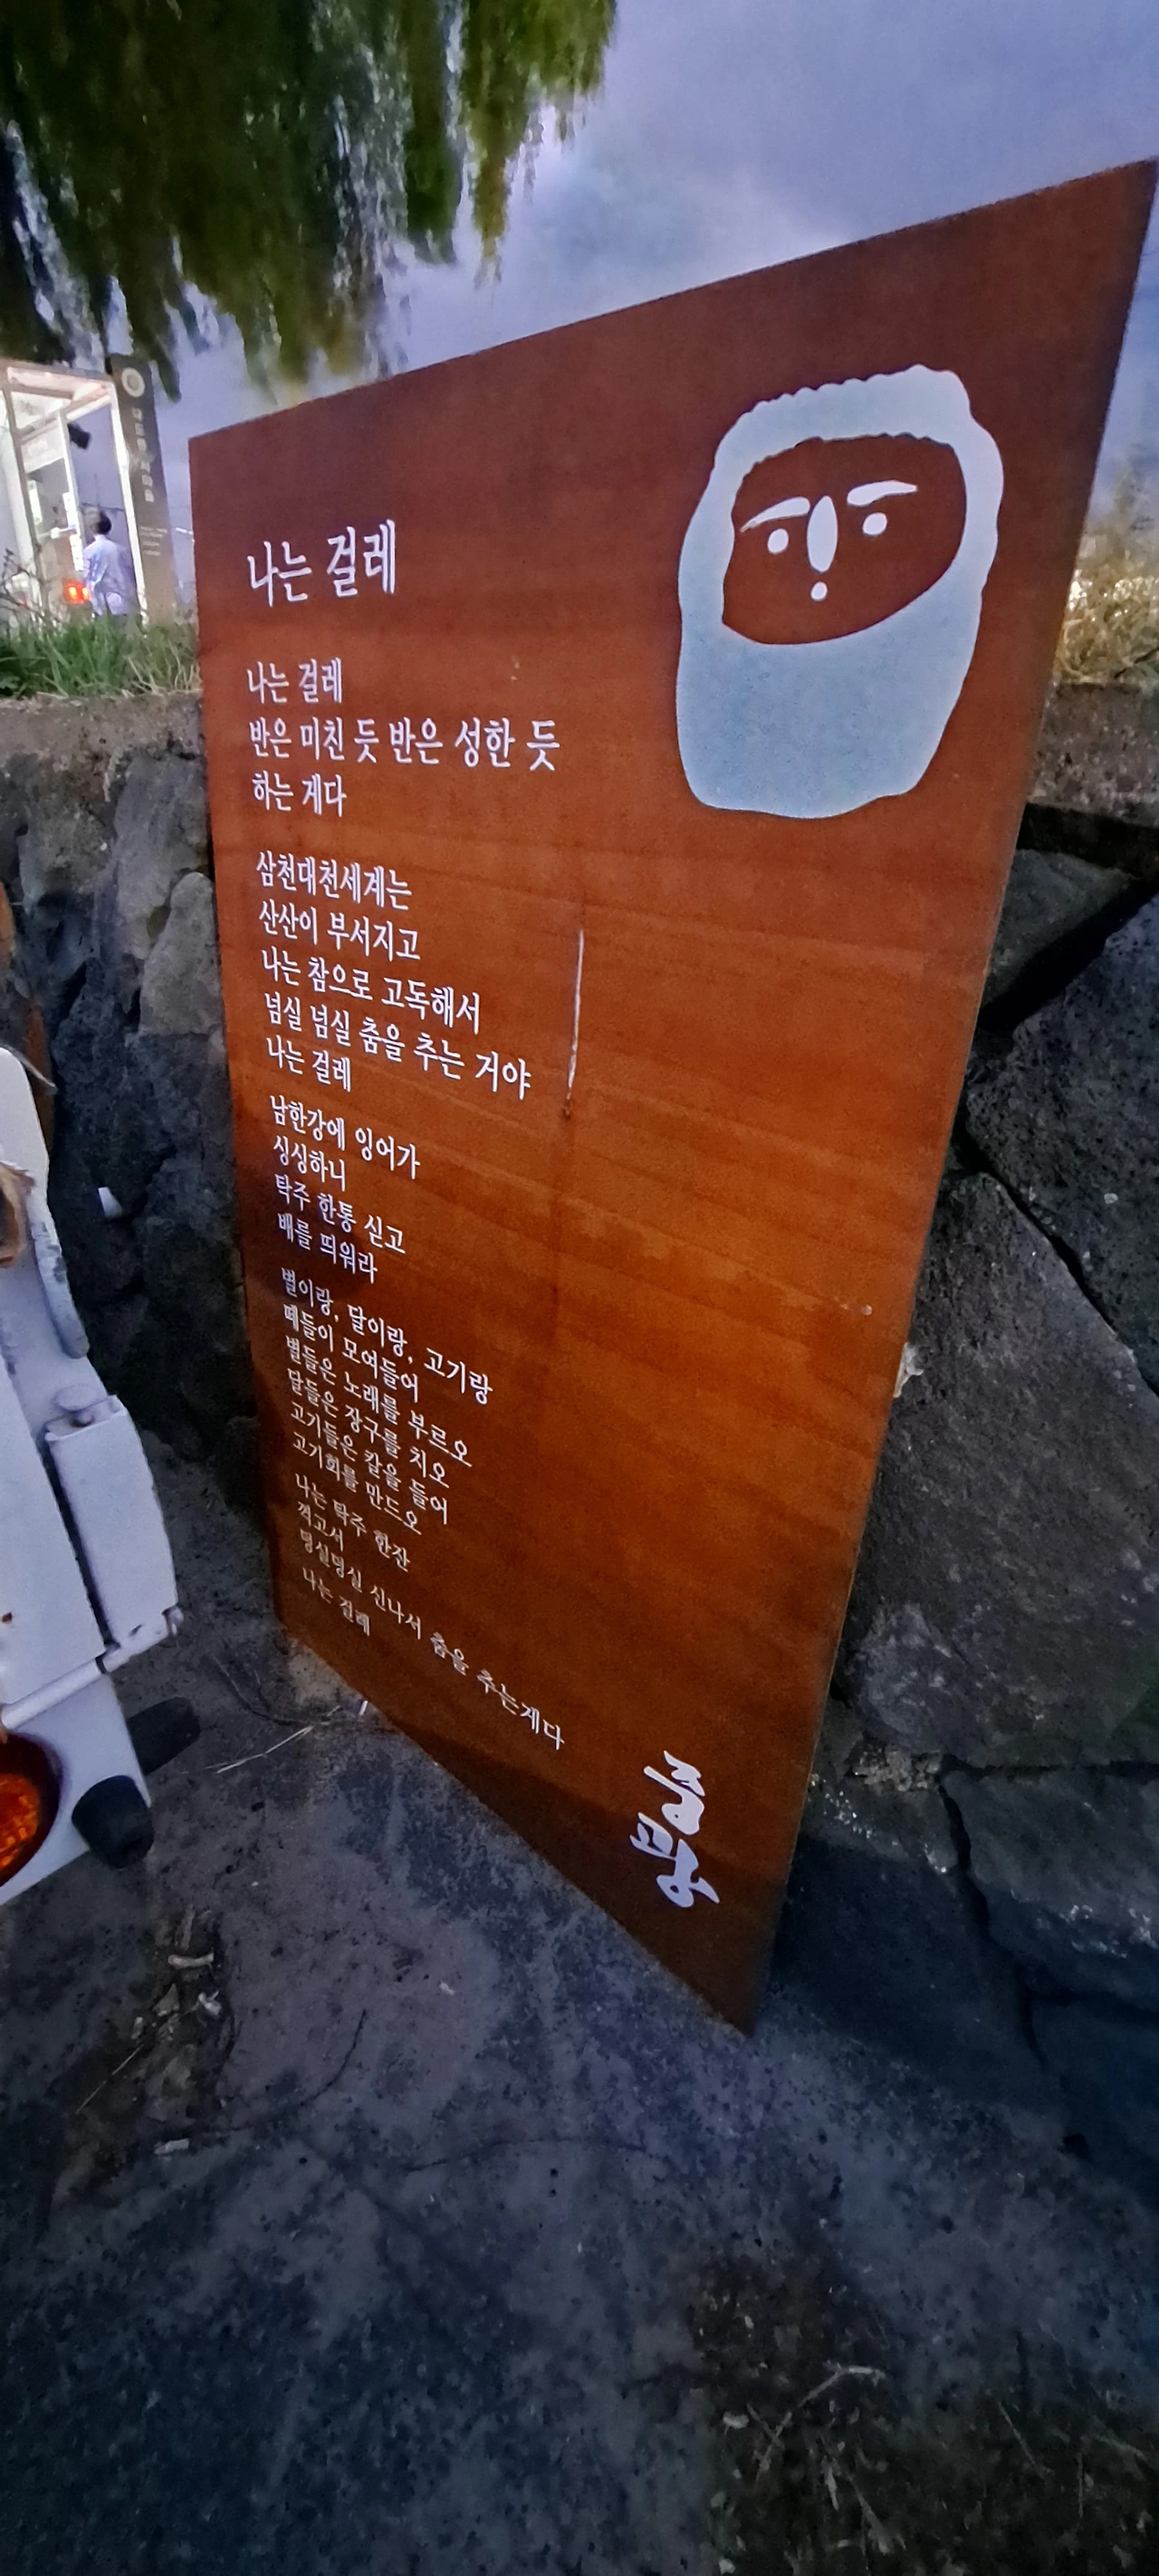 나는 걸레
나는 걸레
반은 미친 듯 반은 성한 듯
하는 게다
삼천대천세계는
산산이 부서지고
나는 참으로 고독해서
넘실 넘실 춤을 추는 거야
나는 걸레
남한강에 잉어가
싱싱하니
탁주 한통 싣고
배를 띄워라
별이랑, 달이랑, 고기랑
떼들이 모여들어
별들은 노래를 부르오
달들은 장구를 치오
고기들은 칼을 들어
고기회를 만드오
나는 탁주 한잔
꺽고서
덩실덩실 신나서 춤을 추는게다
나는 걸레
중광